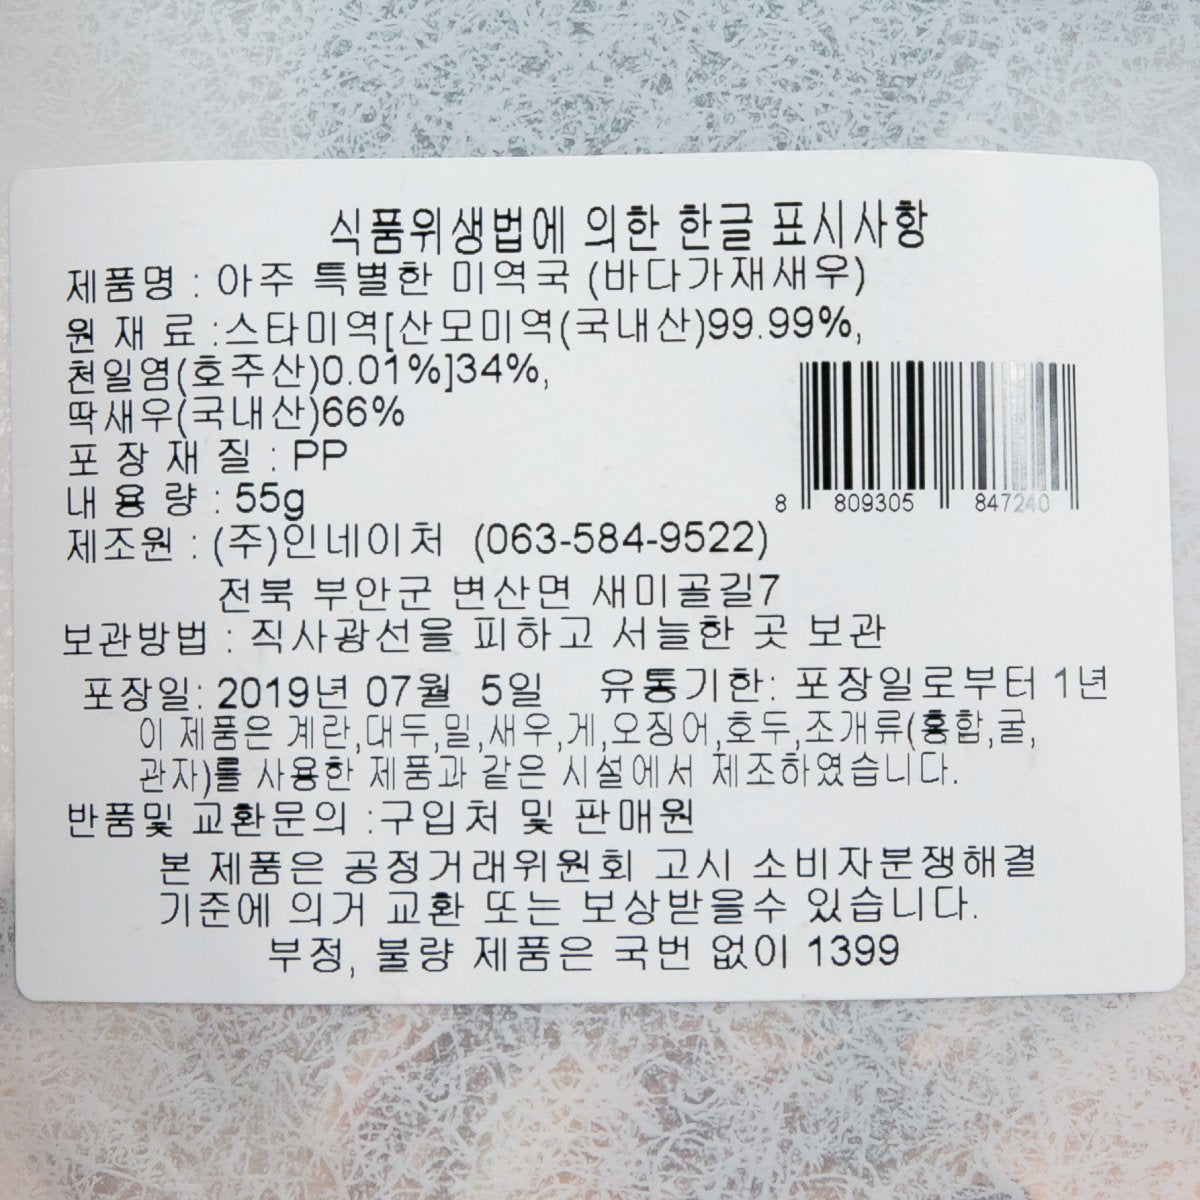 식품위생법에 의한 한글 표시사항
제품명 : 아주 특별한 미역국 (바다가재새우)
원 재 료 :스타미역[산모미역(국내산)99.99%,
천일염(호주산)0.01%]34%,
딱새우(국내산)66%
포 장 재 질 : PP
내 용 량 : 55g
8 809305 847240
제조원 : (주)인네이처 (063-584-9522)
전북 부안군 변산면 새미골길7
보관방법 : 직사광선을 피하고 서늘한 곳 보관
포장일: 2019년 07월 5일 유통기한: 포장일로부터 1년
이 제품은 계란,대두,밀,새우,게,오징어,호두,조개류(홍합,굴,
관자)를 사용한 제품과 같은 시설에서 제조하였습니다.
반품및 교환문의 :구입처 및 판매원
본 제품은 공정거래위원회 고시 소비자분쟁해결
기준에 의거 교환 또는 보상받을수 있습니다.
부정, 불량 제품은 국번 없이 1399